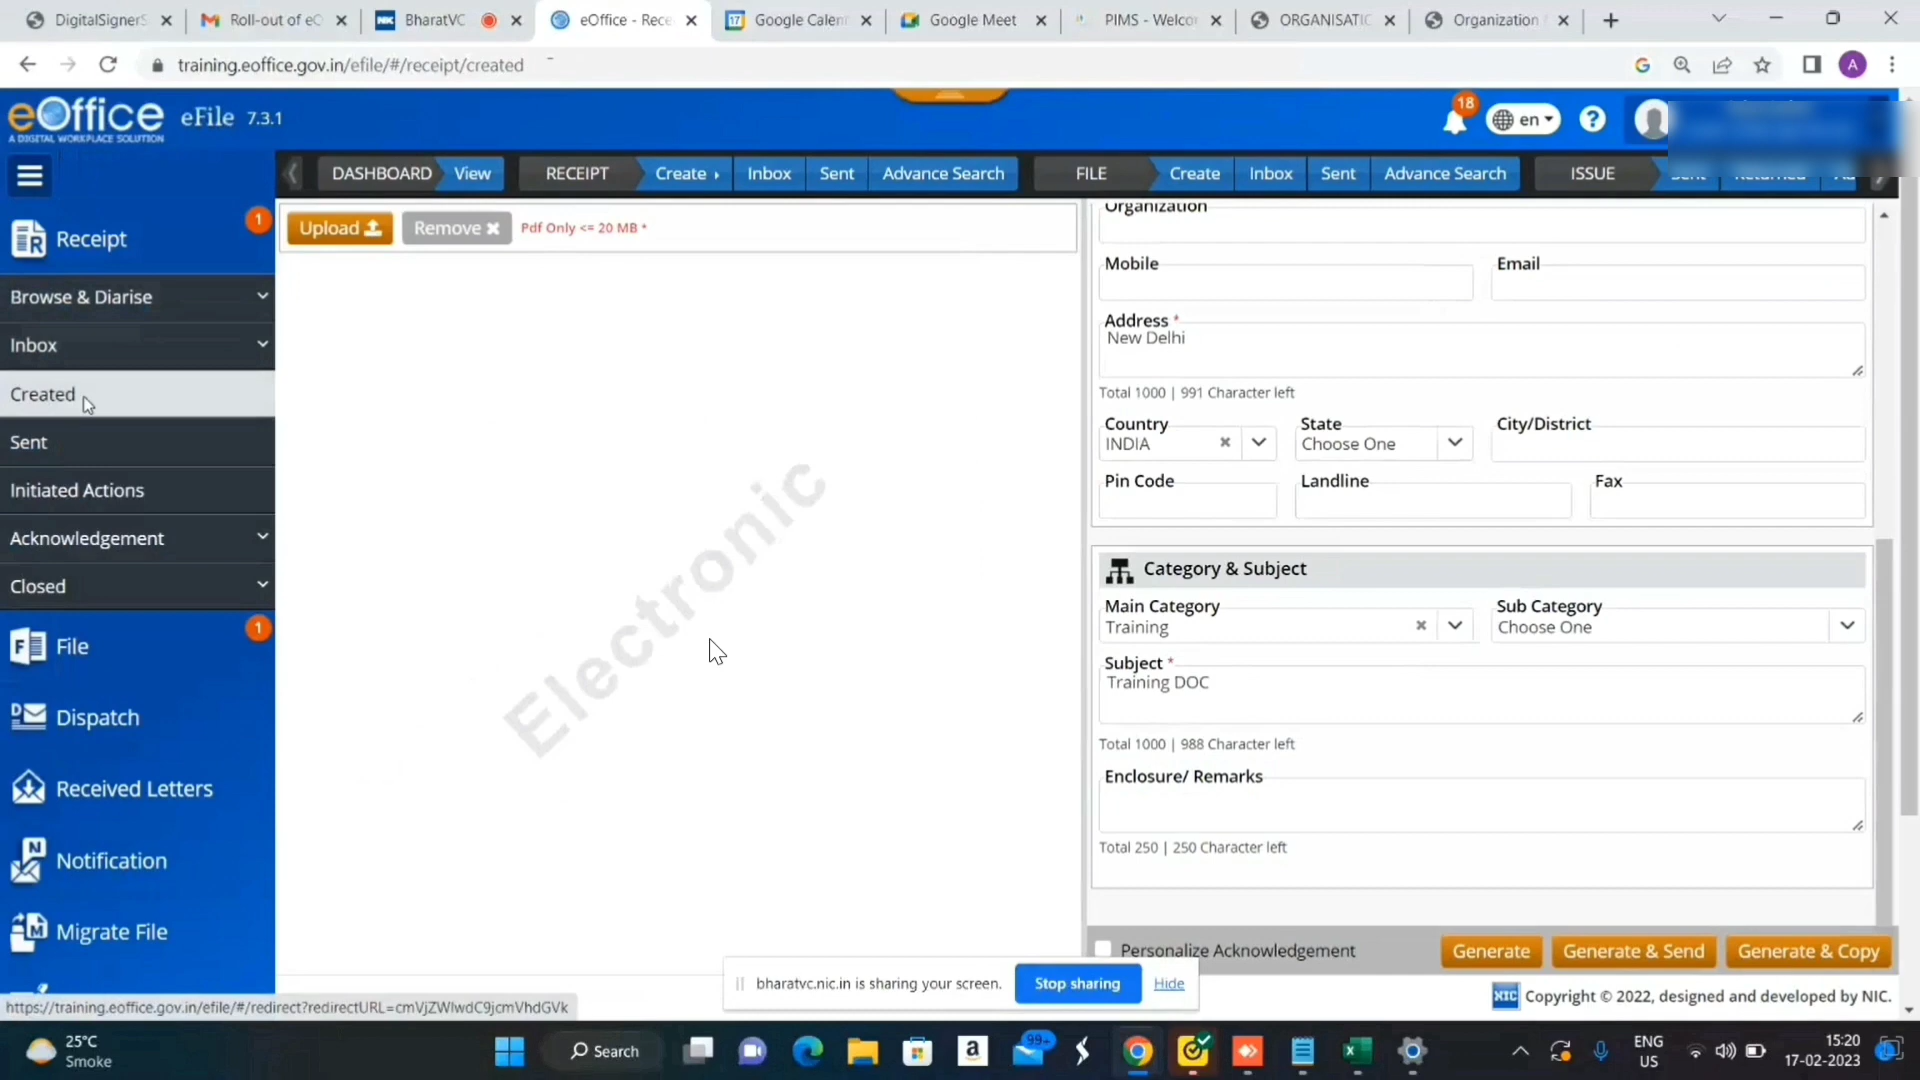 DigitalSignerS
Roll-out of eO
BharatVC
eOffice - Rece
Google Calen
Google Meet
PIMS - Welco
ORGANISATIO
Organization
training.eoffice.gov.in/efile/#/receipt/created
A
eOffice
A DIGITAL WORKPLACE SOLUTION
eFile 7.3.1
18
en
DASHBOARD View RECEIPT Create Inbox Sent Advance Search FILE Create Inbox Sent Advance Search ISSUE Sent Returned Ad
Receipt 1
Browse & Diarise
Inbox
Created
Sent
Initiated Actions
Acknowledgement
Closed
File 1
Dispatch
Received Letters
Notification
Migrate File
https://training.eoffice.gov.in/efile/#/redirect?redirectURL=cmVjZWlwdC9jcmVhdGVk
Upload Remove Pdf Only <= 20 MB *
Electronic
Organization
Mobile Email
Address *
New Delhi
Total 1000 | 991 Character left
Country State City/District
INDIA Choose One
Pin Code Landline Fax
Category & Subject
Main Category Sub Category
Training Choose One
Subject *
Training DOC
Total 1000 | 988 Character left
Enclosure/ Remarks
Total 250 | 250 Character left
Personalize Acknowledgement Generate Generate & Send Generate & Copy
bharatvc.nic.in is sharing your screen. Stop sharing Hide
NIC Copyright © 2022, designed and developed by NIC.
25°C
Smoke
Search
99+
ENG
US
15:20
17-02-2023